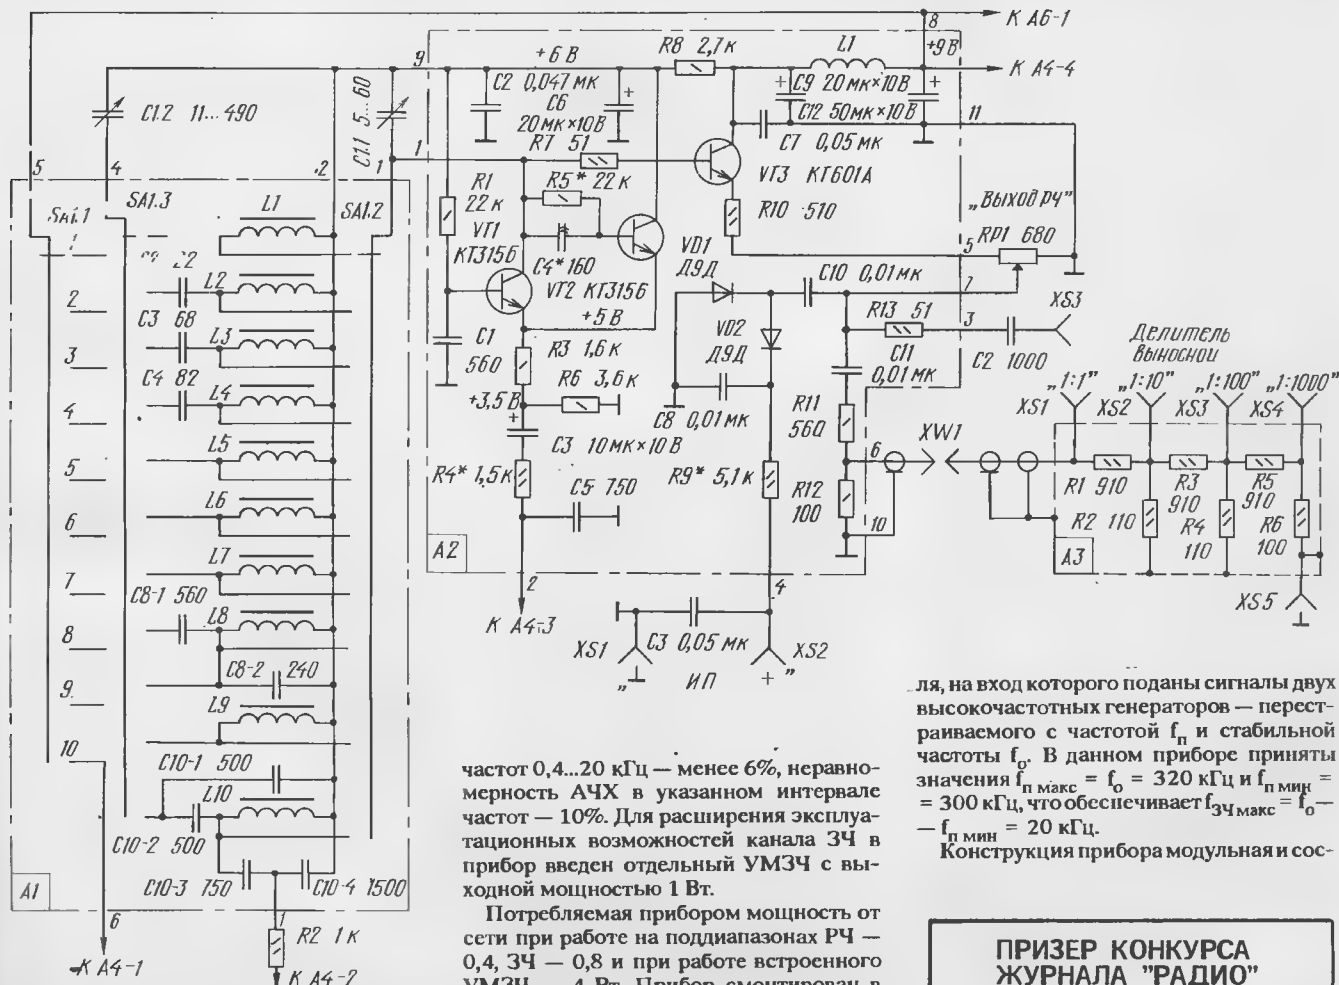 К А6-1
8
+9 В
К А4-4
9
+6 В
R8 2,7 к
L1
C2 0,047 мк
C6
20 мк×10В
C9 20 мк×10В
C12 50 мк×10В
11
C7 0,05 мк
C1.2 11...490
C1.1 5...60
5
4
2
1
1
R7 51
R5* 22 к
VT3 КТ601А
R1
22 к
VT1
КТ315Б
C4* 160
VT2 КТ315Б
+5 В
R10 510
„Выход РЧ”
RP1 680
5
7
VD1
Д9Д
C10 0,01 мк
R13 51
3
XS3
C2 1000
VD2
Д9Д
C11
0,01 мк
C8 0,01 мк
C1
560
R3 1,6 к
R6 3,6 к
+3,5 В
C3 10 мк×10 В
R4* 1,5 к
C5 750
R9* 5,1 к
R11
560
6
R12
100
10
XW1
A2
2
К А4-3
4
XS1
C3 0,05 мк
XS2
„⊥ ИП +”
Делитель
выносной
„1:1” „1:10” „1:100” „1:1000”
XS1 XS2 XS3 XS4
R1 910
R3
910
R5
910
R2 110
R4
110
R6
100
A3
XS5
SA1.1
SA1.3
SA1.2
L1
1
22
L2
2
C3 68
L3
3
C4 82
L4
4
L5
5
L6
6
L7
7
C8-1 560
L8
8
C8-2 240
9
L9
10
C10-1 500
L10
C10-2 500
C10-3 750
C10-4 1500
A1
6
К А4-1
1
R2 1 к
К А4-2
частот 0,4...20 кГц — менее 6%, неравно-
мерность АЧХ в указанном интервале
частот — 10%. Для расширения эксплуа-
тационных возможностей канала ЗЧ в
прибор введен отдельный УМЗЧ с вы-
ходной мощностью 1 Вт.
Потребляемая прибором мощность от
сети при работе на поддиапазонах РЧ —
0,4, ЗЧ — 0,8 и при работе встроенного
УМЗЧ — 4 Вт. Прибор смонтирован в
ля, на вход которого поданы сигналы двух
высокочастотных генераторов — перест-
раиваемого с частотой fп и стабильной
частоты fо. В данном приборе приняты
значения fп макс = fо = 320 кГц и fп мин =
= 300 кГц, что обеспечивает fЗЧ макс = fо —
— fп мин = 20 кГц.
Конструкция прибора модульная и сос-
ПРИЗЕР КОНКУРСА
ЖУРНАЛА "РАДИО"